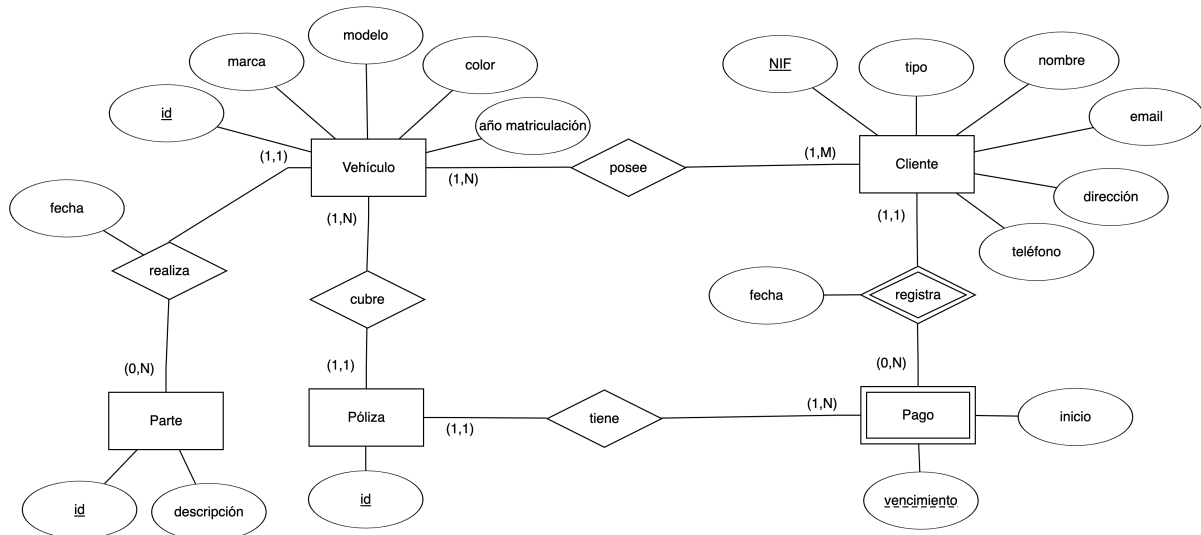 modelo
marca
color
NIF
tipo
nombre
id
año matriculación
email
(1,1)
Vehículo
(1,N)
posee
(1,M)
Cliente
dirección
fecha
(1,N)
(1,1)
teléfono
realiza
cubre
fecha
registra
(0,N)
(1,1)
(0,N)
Parte
Póliza
(1,1)
tiene
(1,N)
Pago
inicio
id
descripción
id
vencimiento